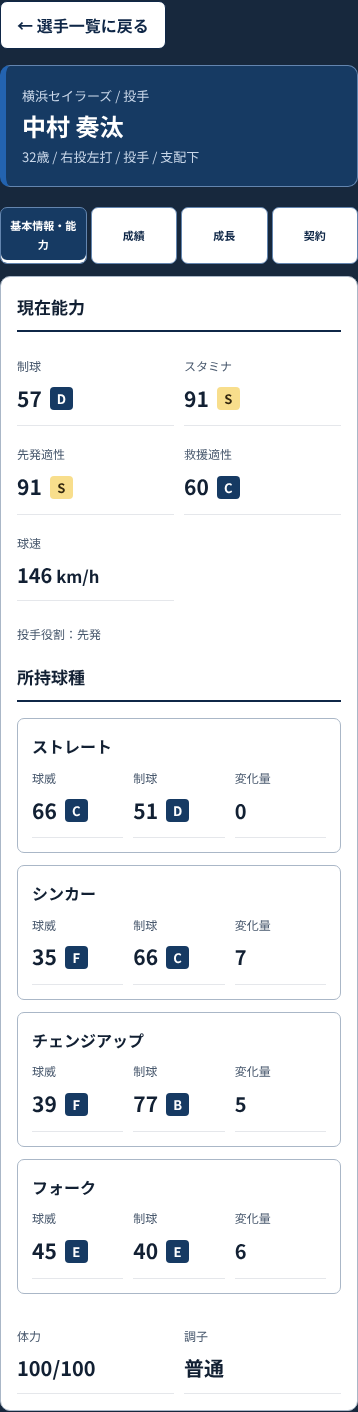 ← 選手一覧に戻る
横浜セイラーズ / 投手
中村 奏汰
32歳 / 右投左打 / 投手 / 支配下
基本情報・能
力
成績
成長
契約
現在能力
制球
スタミナ
57 D
91 S
先発適性
救援適性
91 S
60 C
球速
146 km/h
投手役割：先発
所持球種
ストレート
球威
制球
変化量
66 C
51 D
0
シンカー
球威
制球
変化量
35 F
66 C
7
チェンジアップ
球威
制球
変化量
39 F
77 B
5
フォーク
球威
制球
変化量
45 E
40 E
6
体力
調子
100/100
普通